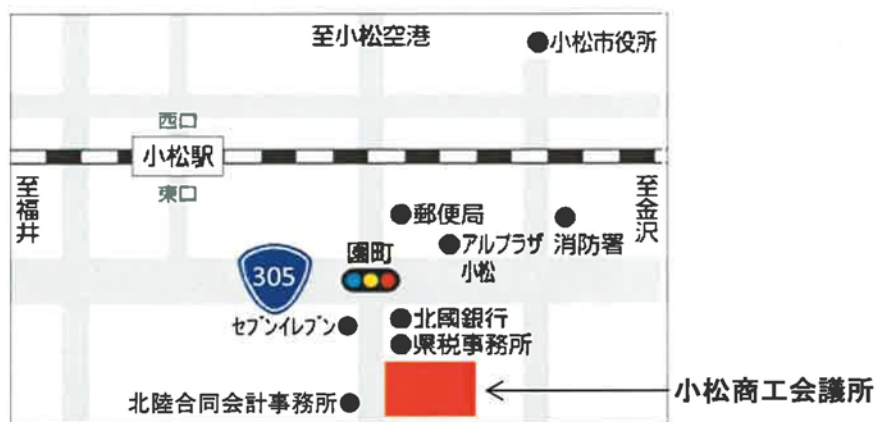 至小松空港
小松市役所
西口
小松駅
東口
至福井
至金沢
郵便局
消防署
アルプラザ
小松
園町
305
セブンイレブン
北國銀行
県税事務所
小松商工会議所
北陸合同会計事務所